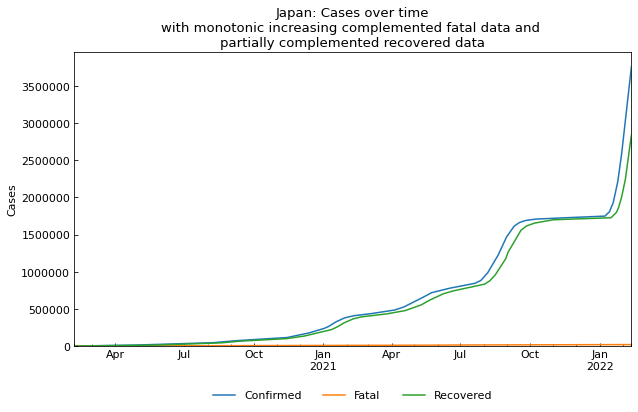 Japan: Cases over time
with monotonic increasing complemented fatal data and
partially complemented recovered data
Cases
3500000
3000000
2500000
2000000
1500000
1000000
500000
0
Apr Jul Oct Jan Apr Jul Oct Jan
2021 2022
Confirmed Fatal Recovered